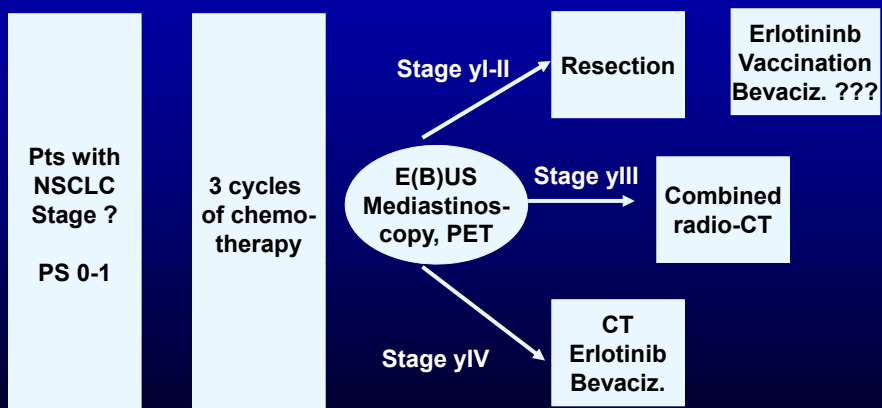 Pts with
NSCLC
Stage ?
PS 0-1
3 cycles
of chemo-
therapy
E(B)US
Mediastinos-
copy, PET
Stage yI-II
Resection
Erlotininb
Vaccination
Bevaciz. ???
Stage yIII
Combined
radio-CT
Stage yIV
CT
Erlotinib
Bevaciz.